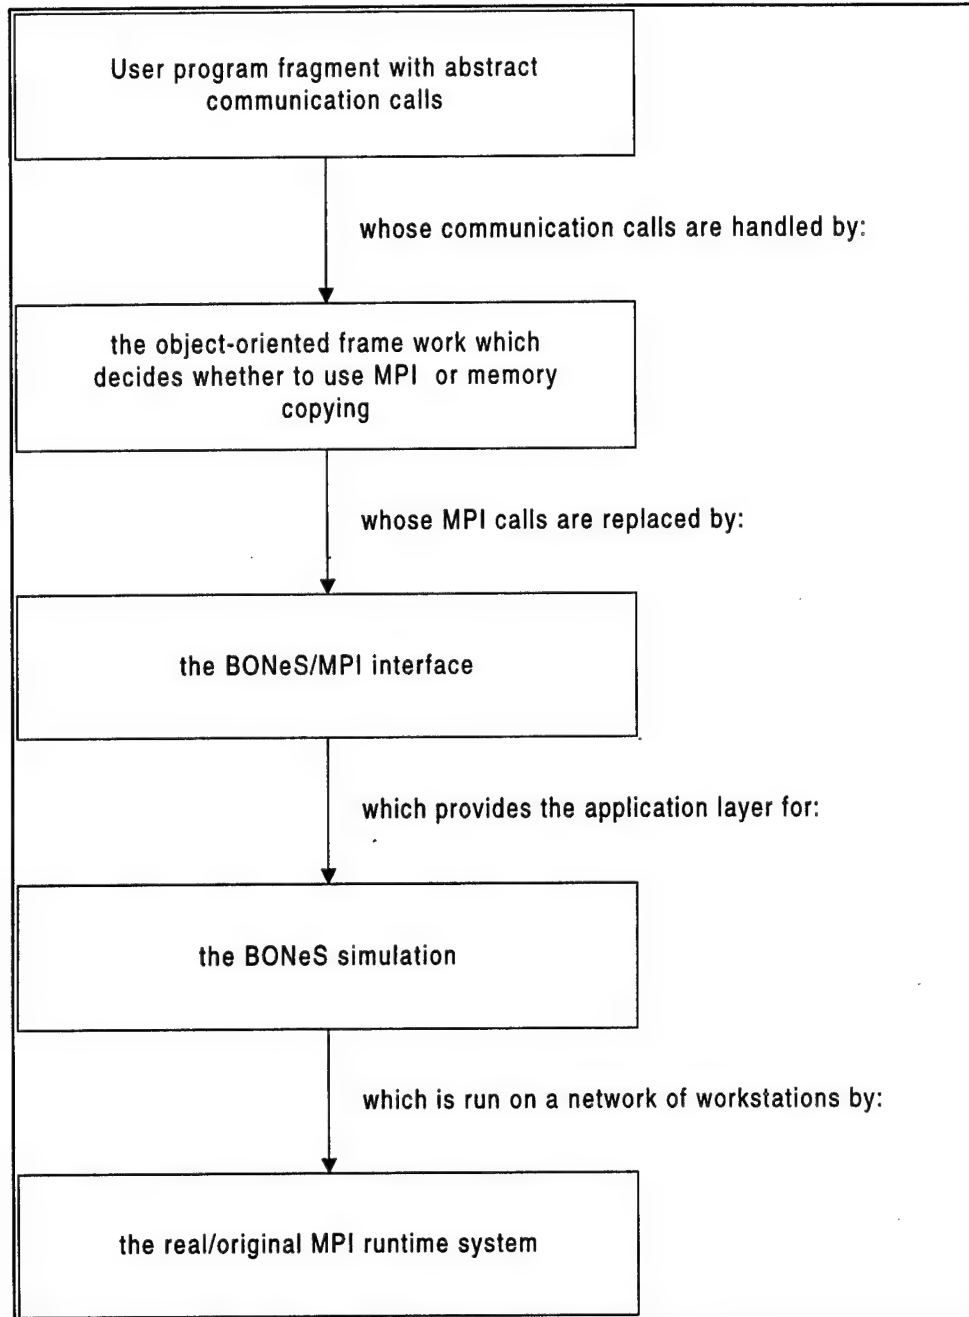 User program fragment with abstract
communication calls
whose communication calls are handled by:
the object-oriented frame work which
decides whether to use MPI or memory
copying
whose MPI calls are replaced by:
the BONeS/MPI interface
which provides the application layer for:
the BONeS simulation
which is run on a network of workstations by:
the real/original MPI runtime system